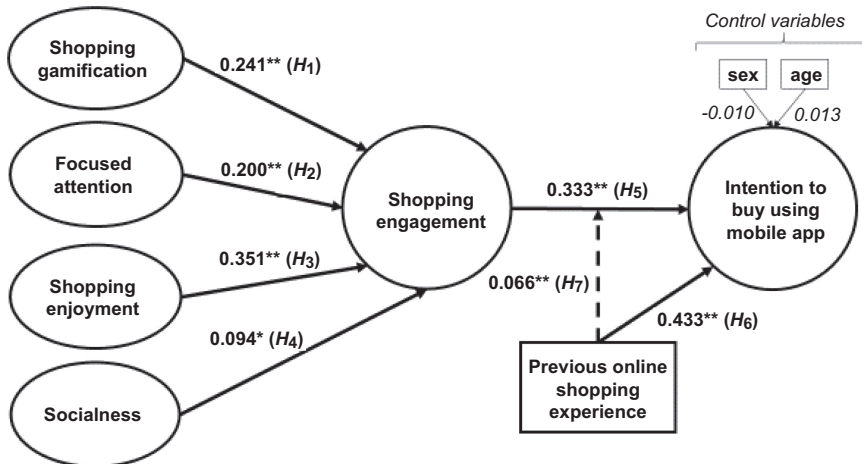 Control variables
sex
age
-0.010
0.013
Shopping
gamification
0.241** (H1)
Focused
attention
0.200** (H2)
Shopping
enjoyment
0.351** (H3)
Socialness
0.094* (H4)
Shopping
engagement
0.333** (H5)
Intention to
buy using
mobile app
0.066** (H7)
0.433** (H6)
Previous online
shopping
experience